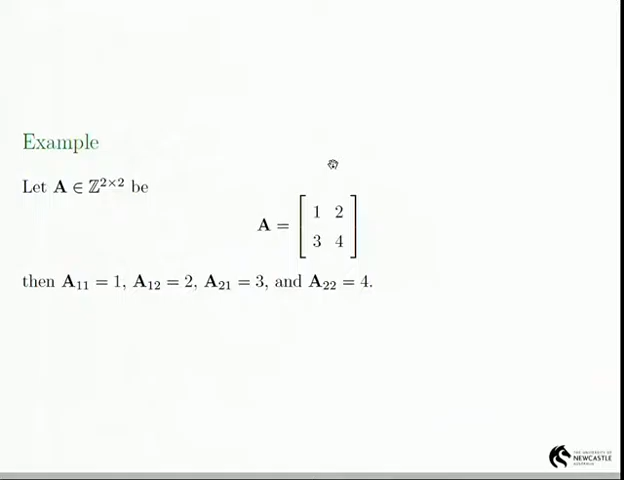 Example
Let A ∈ ℤ²ˣ² be
A = [ 1 2
3 4 ]
then A₁₁ = 1, A₁₂ = 2, A₂₁ = 3, and A₂₂ = 4.
THE UNIVERSITY OF
NEWCASTLE
AUSTRALIA